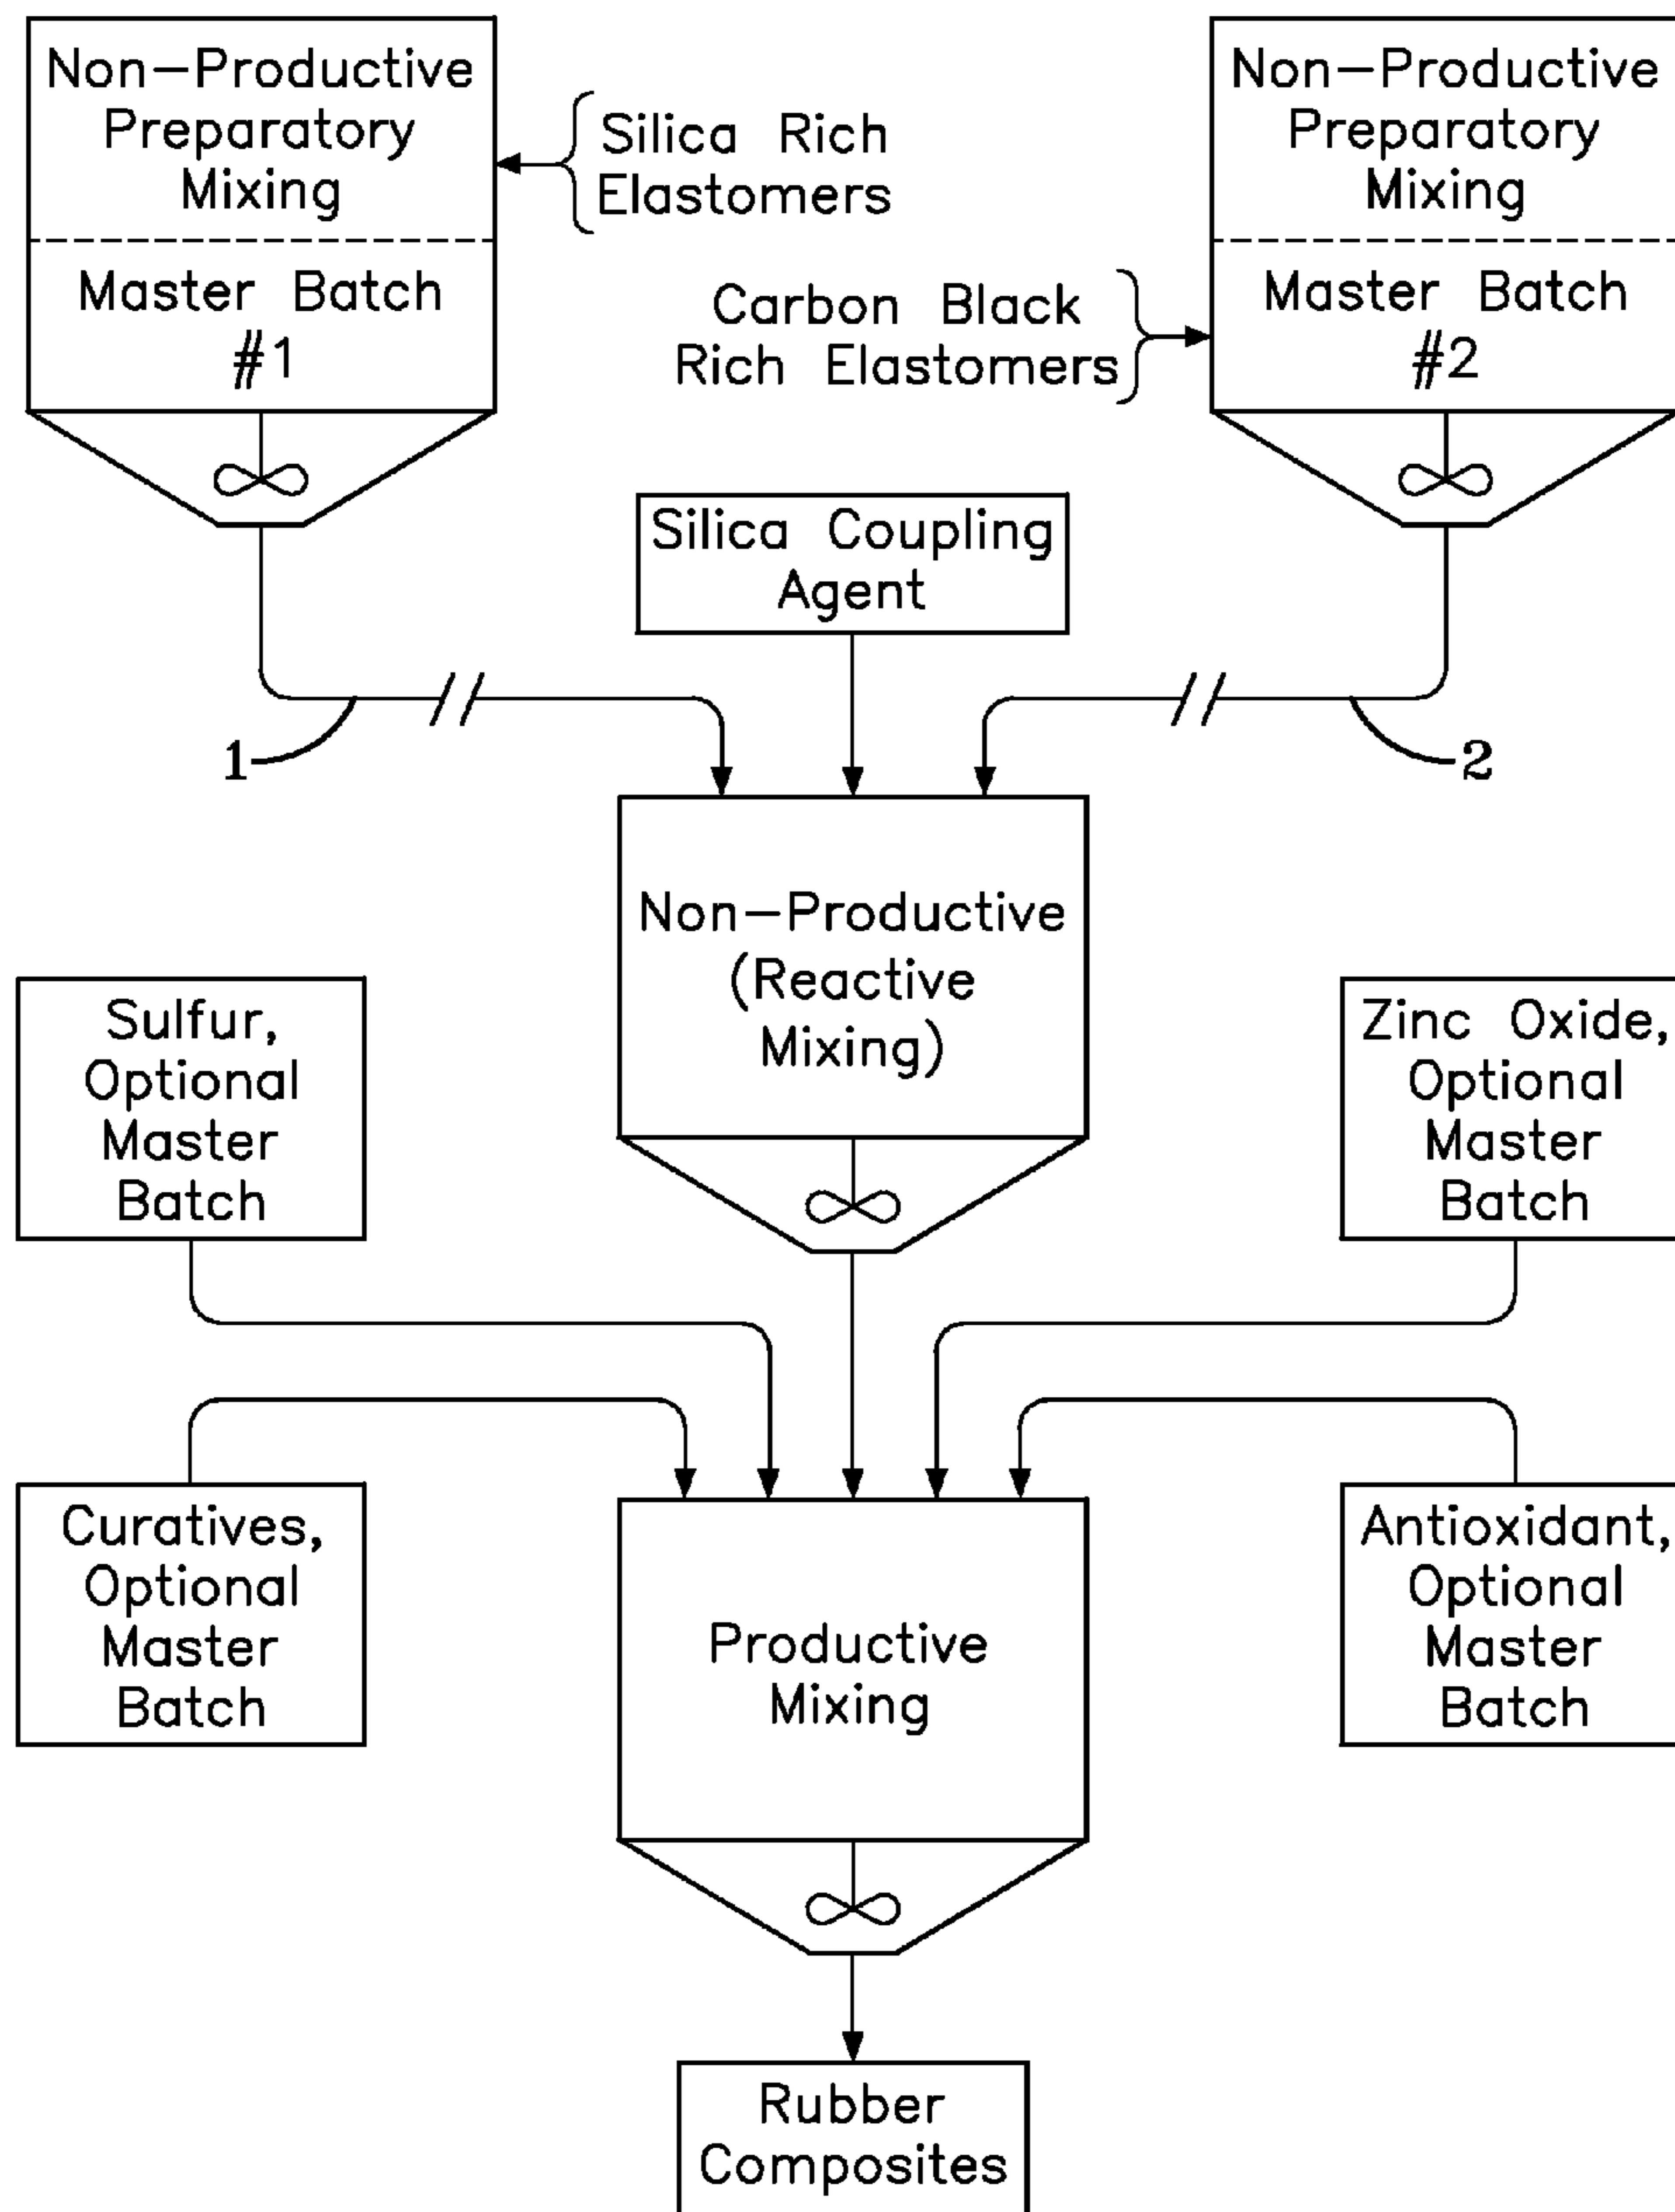 Non-Productive
Preparatory
Mixing
Master Batch
#1
Silica Rich
Elastomers
Non-Productive
Preparatory
Mixing
Master Batch
#2
Carbon Black
Rich Elastomers
Silica Coupling
Agent
1
2
Non-Productive
(Reactive
Mixing)
Sulfur,
Optional
Master
Batch
Zinc Oxide,
Optional
Master
Batch
Curatives,
Optional
Master
Batch
Productive
Mixing
Antioxidant,
Optional
Master
Batch
Rubber
Composites